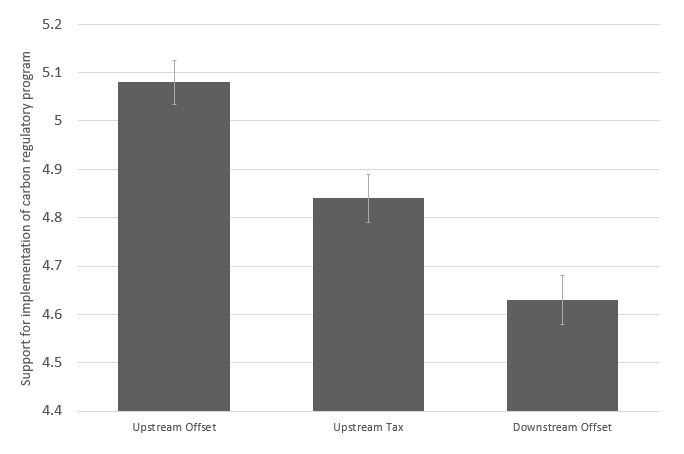 Support for implementation of carbon regulatory program
5.2
5.1
5
4.9
4.8
4.7
4.6
4.5
4.4
Upstream Offset
Upstream Tax
Downstream Offset